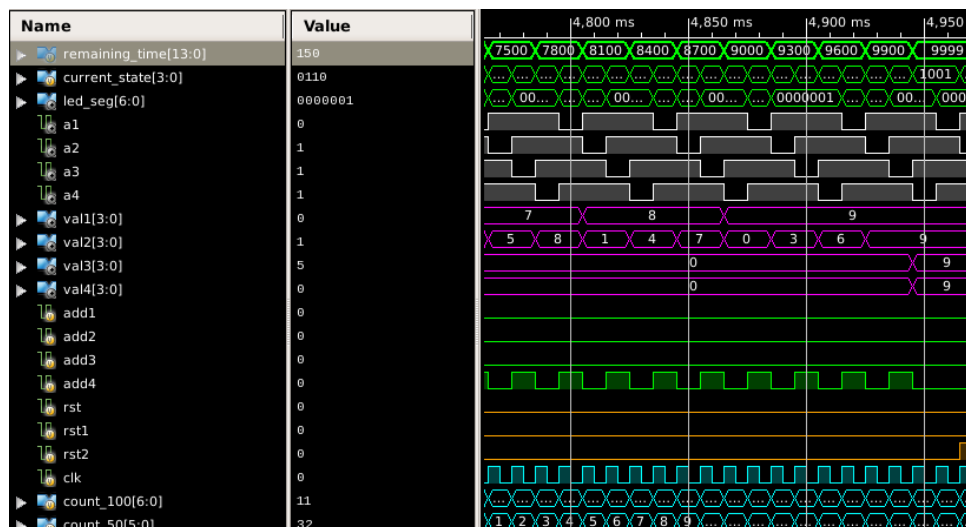 Name Value 4,800 ms 4,850 ms 4,900 ms 4,950
remaining_time[13:0] 150 7500 7800 8100 8400 8700 9000 9300 9600 9900 9999
current_state[3:0] 0110 ... ... ... ... ... ... ... ... ... ... ... ... ... ... ... ... ... ... 1001
led_seg[6:0] 0000001 ... 00... ... ... 00... ... ... 00... ... ... 0000001 ... ... 00... ... 000
a1 0
a2 1
a3 1
a4 1
val1[3:0] 0 7 8 9
val2[3:0] 1 5 8 1 4 7 0 3 6 9
val3[3:0] 5 0 9
val4[3:0] 0 0 9
add1 0
add2 0
add3 0
add4 0
rst 0
rst1 0
rst2 0
clk 0
count_100[6:0] 11 ... ... ... ... ... ... ... ... ... ... ... ... ... ... ... ... ... ... ... ...
count_50[5:0] 32 1 2 3 4 5 6 7 8 9 ... ... ... ... ... ... ... ... ... ... ...